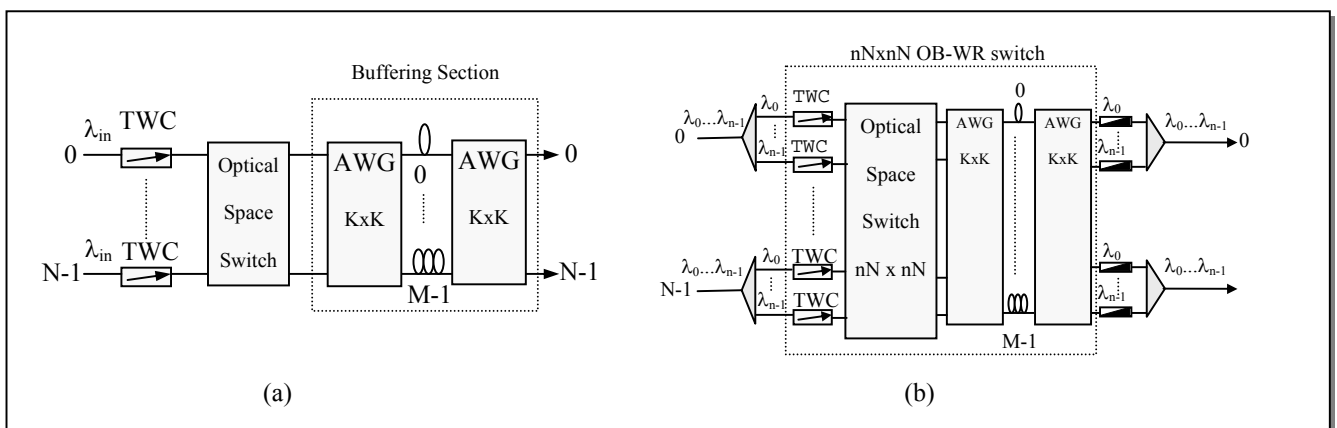 Buffering Section
λin TWC
0
Optical
Space
Switch
AWG
KxK
0
AWG
KxK
0
λin TWC
N-1
M-1
N-1
(a)
nNxnN OB-WR switch
λ0...λn-1
0
λ0
TWC
λn-1
TWC
Optical
Space
Switch
nN x nN
AWG
KxK
0
AWG
KxK
λ0
λn-1
λ0...λn-1
0
λ0...λn-1
N-1
λ0
TWC
λn-1
TWC
M-1
λ0
λn-1
λ0...λn-1
(b)